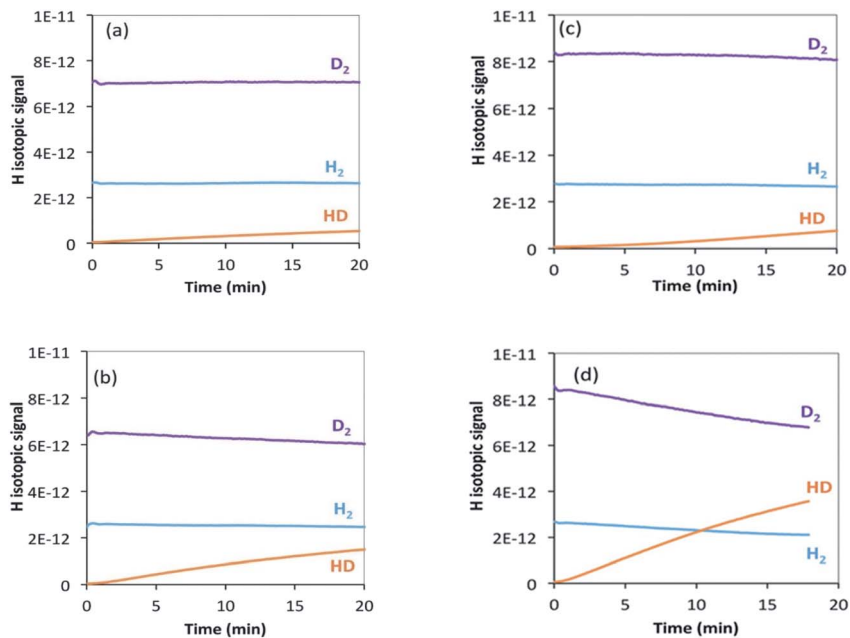 (a)
H isotopic signal
1E-11
8E-12
6E-12
4E-12
2E-12
0
D2
H2
HD
0 5 10 15 20
Time (min)
(c)
H isotopic signal
1E-11
8E-12
6E-12
4E-12
2E-12
0
D2
H2
HD
0 5 10 15 20
Time (min)
(b)
H isotopic signal
1E-11
8E-12
6E-12
4E-12
2E-12
0
D2
H2
HD
0 5 10 15 20
Time (min)
(d)
H isotopic signal
1E-11
8E-12
6E-12
4E-12
2E-12
0
D2
HD
H2
0 5 10 15 20
Time (min)